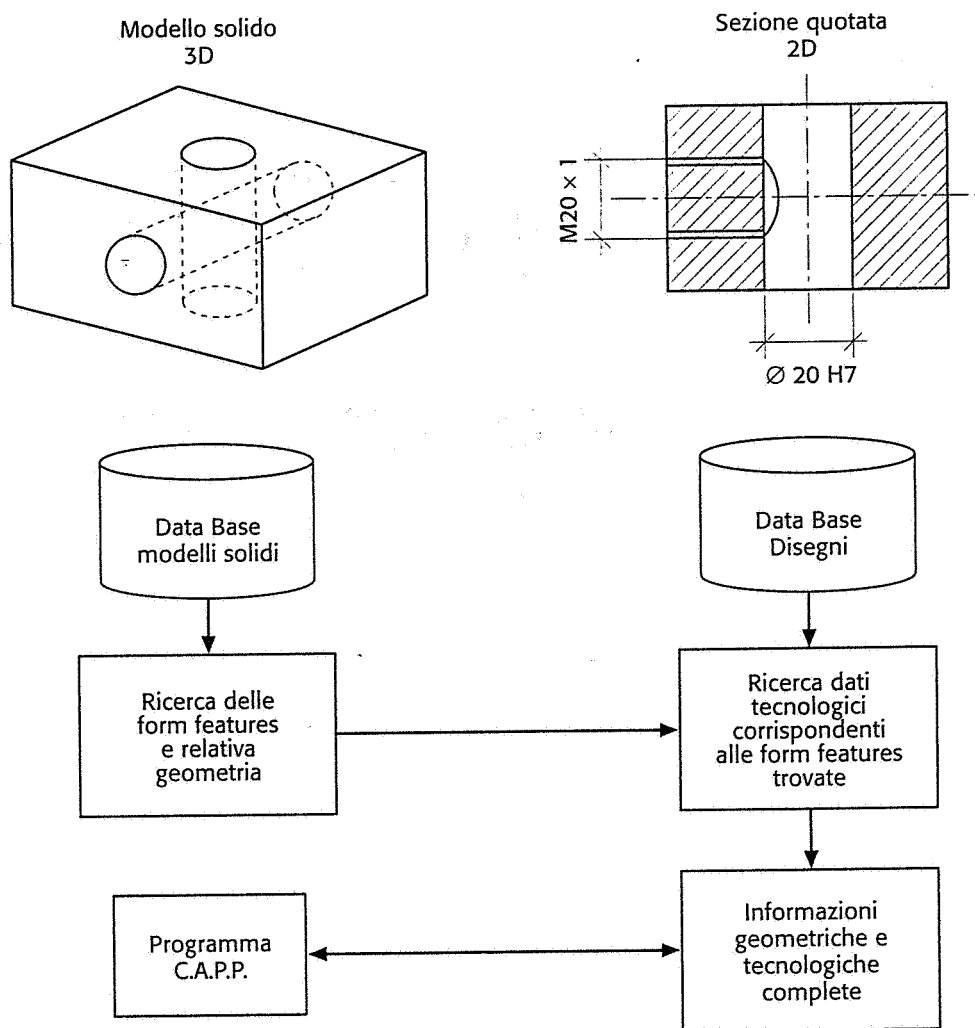 Modello solido
3D
Sezione quotata
2D
M20 × 1
Ø 20 H7
Data Base
modelli solidi
Data Base
Disegni
Ricerca delle
form features
e relativa
geometria
Ricerca dati
tecnologici
corrispondenti
alle form features
trovate
Programma
C.A.P.P.
Informazioni
geometriche e
tecnologiche
complete